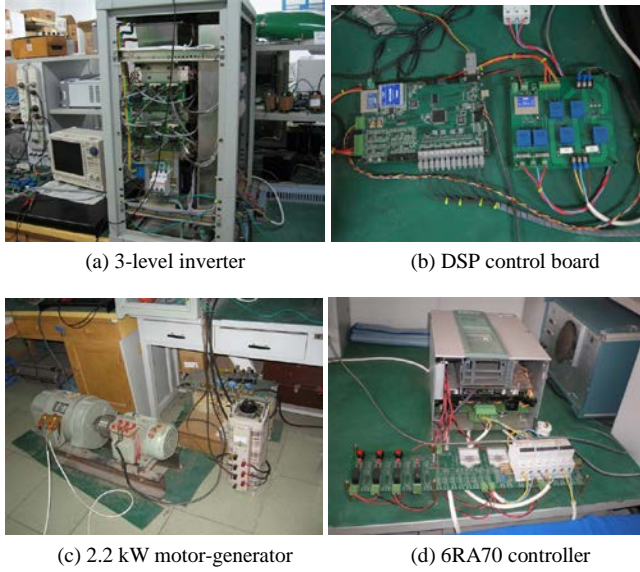 (a) 3-level inverter
(b) DSP control board
(c) 2.2 kW motor-generator
(d) 6RA70 controller